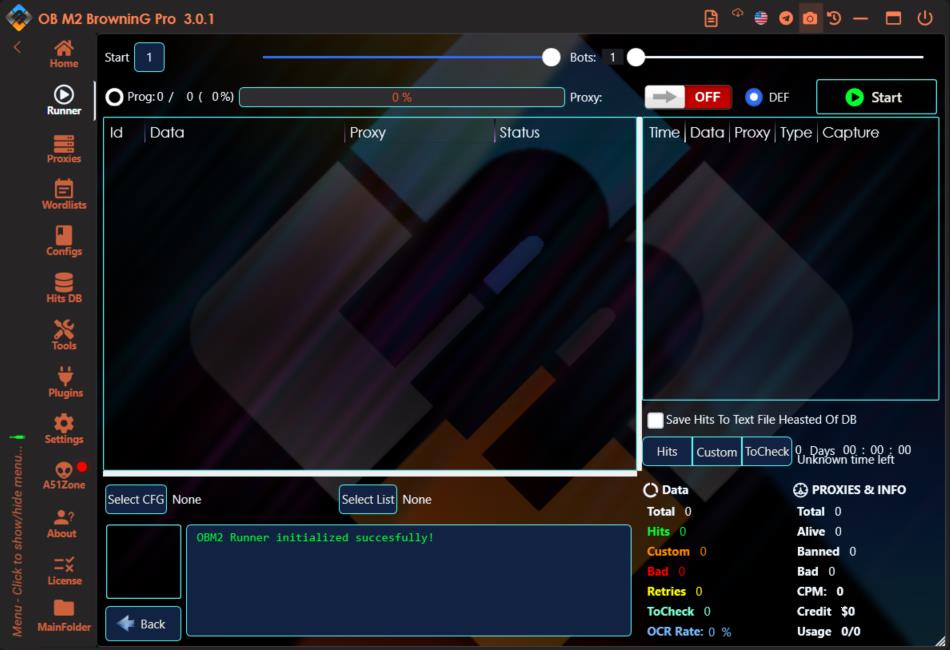 OB M2 BrowninG Pro 3.0.1
Home
Runner
Proxies
Wordlists
Configs
Hits DB
Tools
Plugins
Settings
A51Zone
About
License
MainFolder
Menu - Click to show/hide menu...
Start 1
Bots: 1
Prog: 0 / 0 ( 0%) 0 % Proxy: OFF DEF Start
Id Data Proxy Status
Time Data Proxy Type Capture
Save Hits To Text File Heasted Of DB
Hits Custom ToCheck 0 Days 00 : 00 : 00
Unknown time left
Select CFG None Select List None
OBM2 Runner initialized succesfully!
Back
Data
Total 0
Hits 0
Custom 0
Bad 0
Retries 0
ToCheck 0
OCR Rate: 0 %
PROXIES & INFO
Total 0
Alive 0
Banned 0
Bad 0
CPM: 0
Credit $0
Usage 0/0